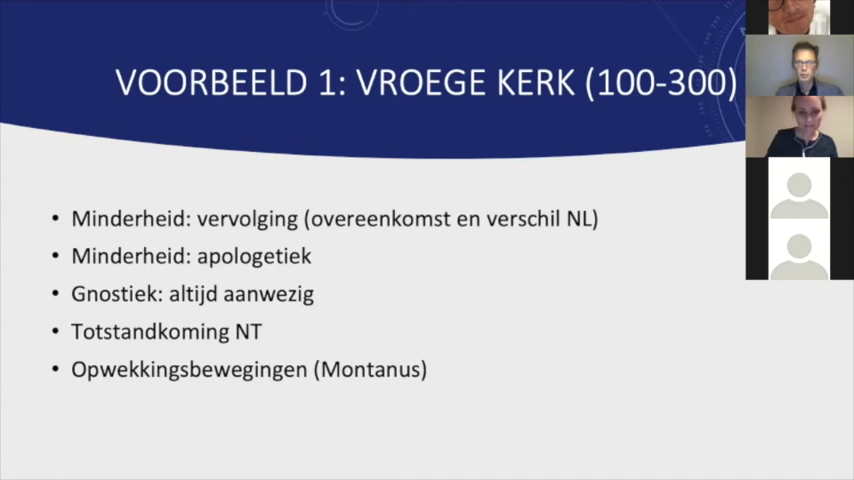 VOORBEELD 1: VROEGE KERK (100-300)
• Minderheid: vervolging (overeenkomst en verschil NL)
• Minderheid: apologetiek
• Gnostiek: altijd aanwezig
• Totstandkoming NT
• Opwekkingsbewegingen (Montanus)